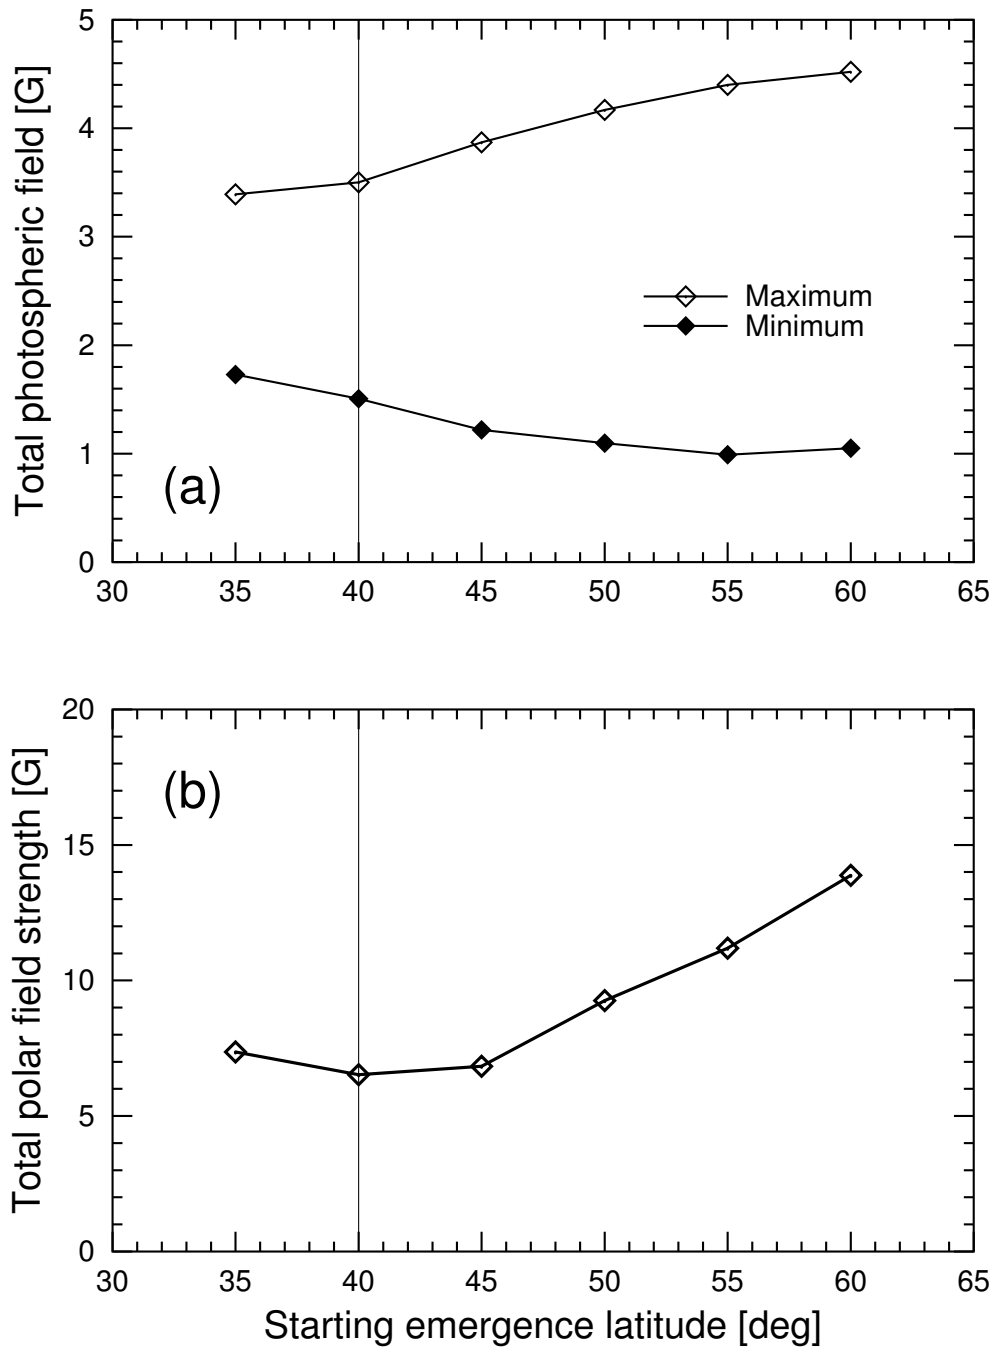 Total photospheric field [G]
5
4
3
2
1
0
Maximum
Minimum
(a)
30 35 40 45 50 55 60 65
Total polar field strength [G]
20
15
10
5
0
(b)
30 35 40 45 50 55 60 65
Starting emergence latitude [deg]